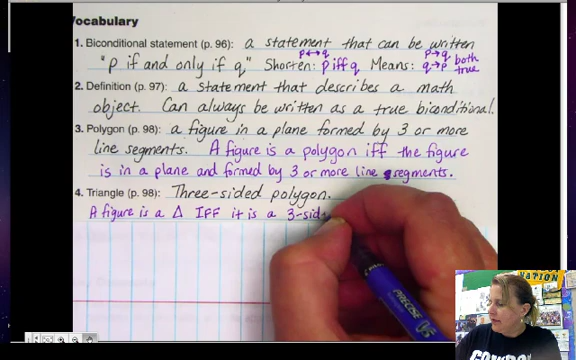 Vocabulary
1. Biconditional statement (p. 96): a statement that can be written
p↔q p→q
"p if and only if q" Shorten: p iff q Means: q→p both true
2. Definition (p. 97): a statement that describes a math
object. Can always be written as a true biconditional.
3. Polygon (p. 98): a figure in a plane formed by 3 or more
line segments. A figure is a polygon iff the figure
is in a plane and formed by 3 or more line segments.
4. Triangle (p. 98): Three-sided polygon.
A figure is a Δ IFF it is a 3-sid
PRECISE V5
NATION